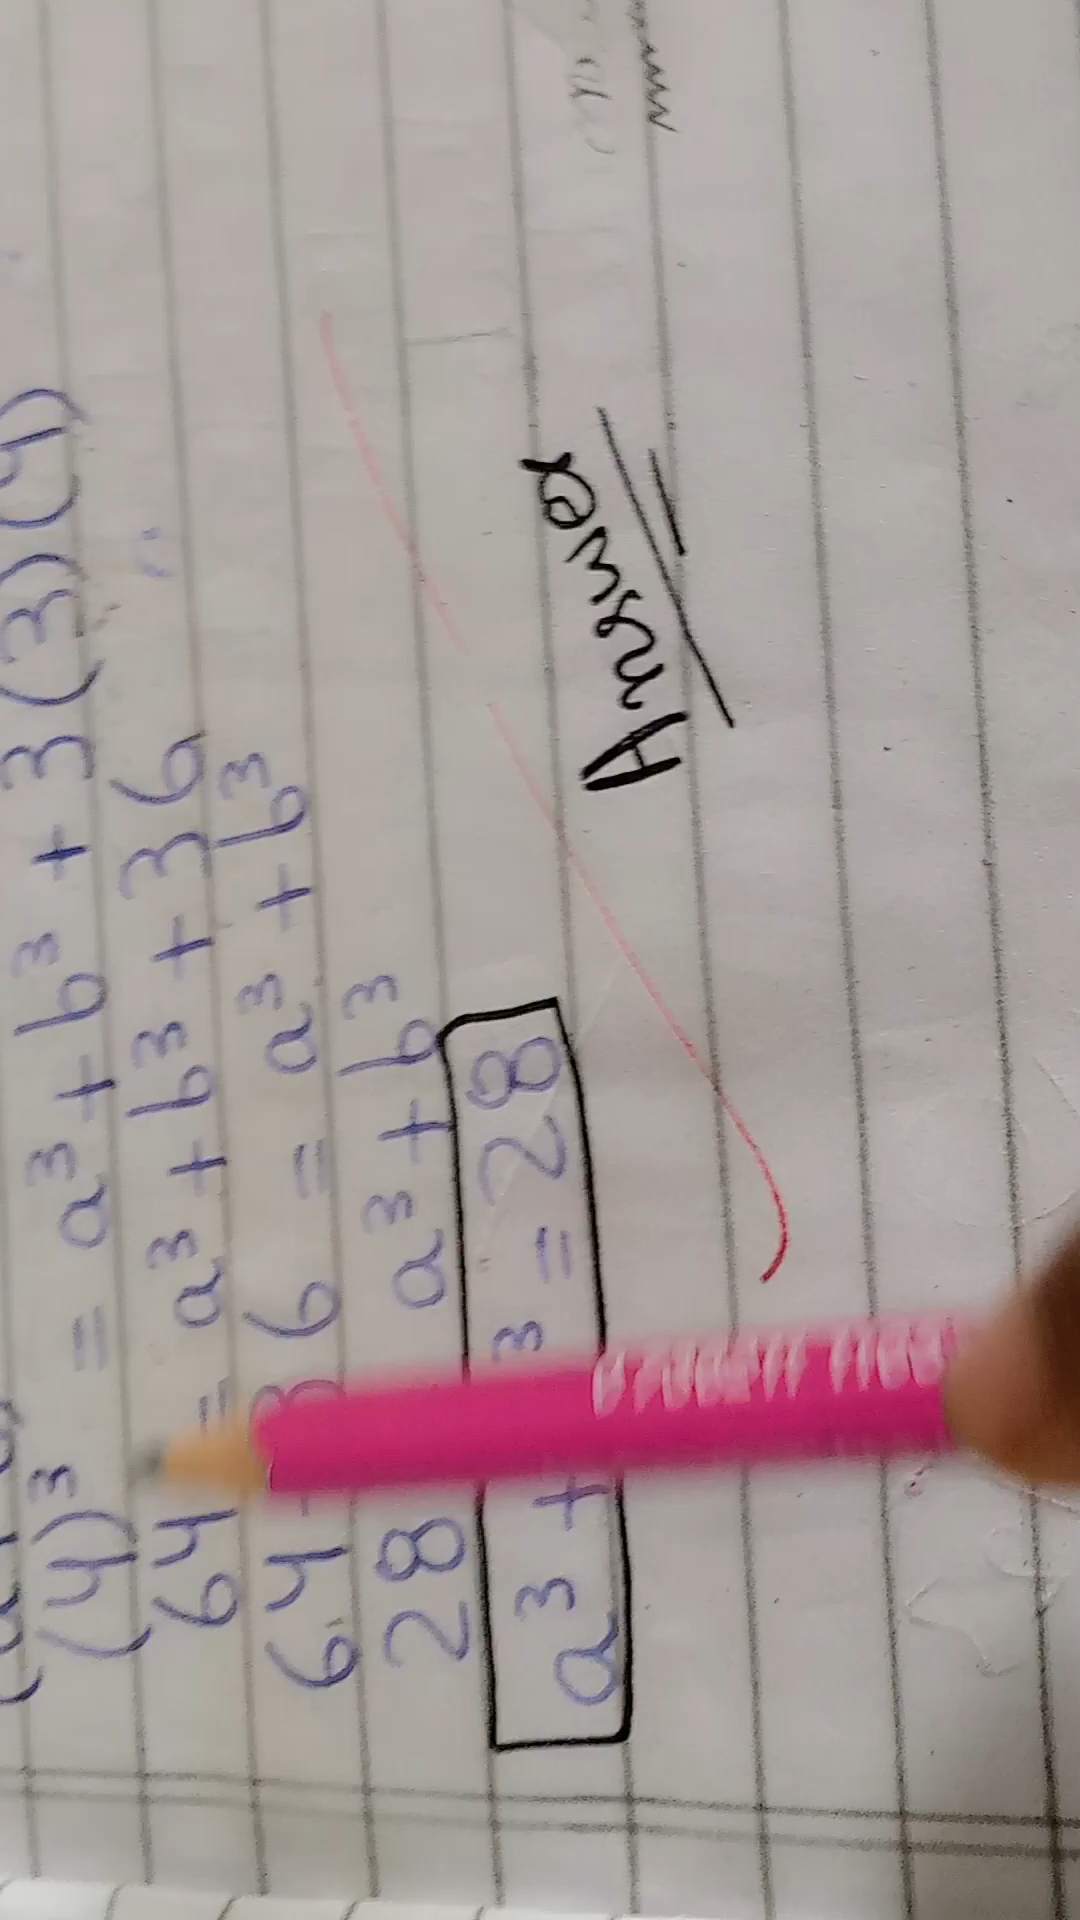 (4)³ = a³ + b³ + 3(3)(4)
64 = a³ + b³ + 36
64 - 36 = a³ + b³
28 a³ + b³
a³ + ³ = 28
Answer